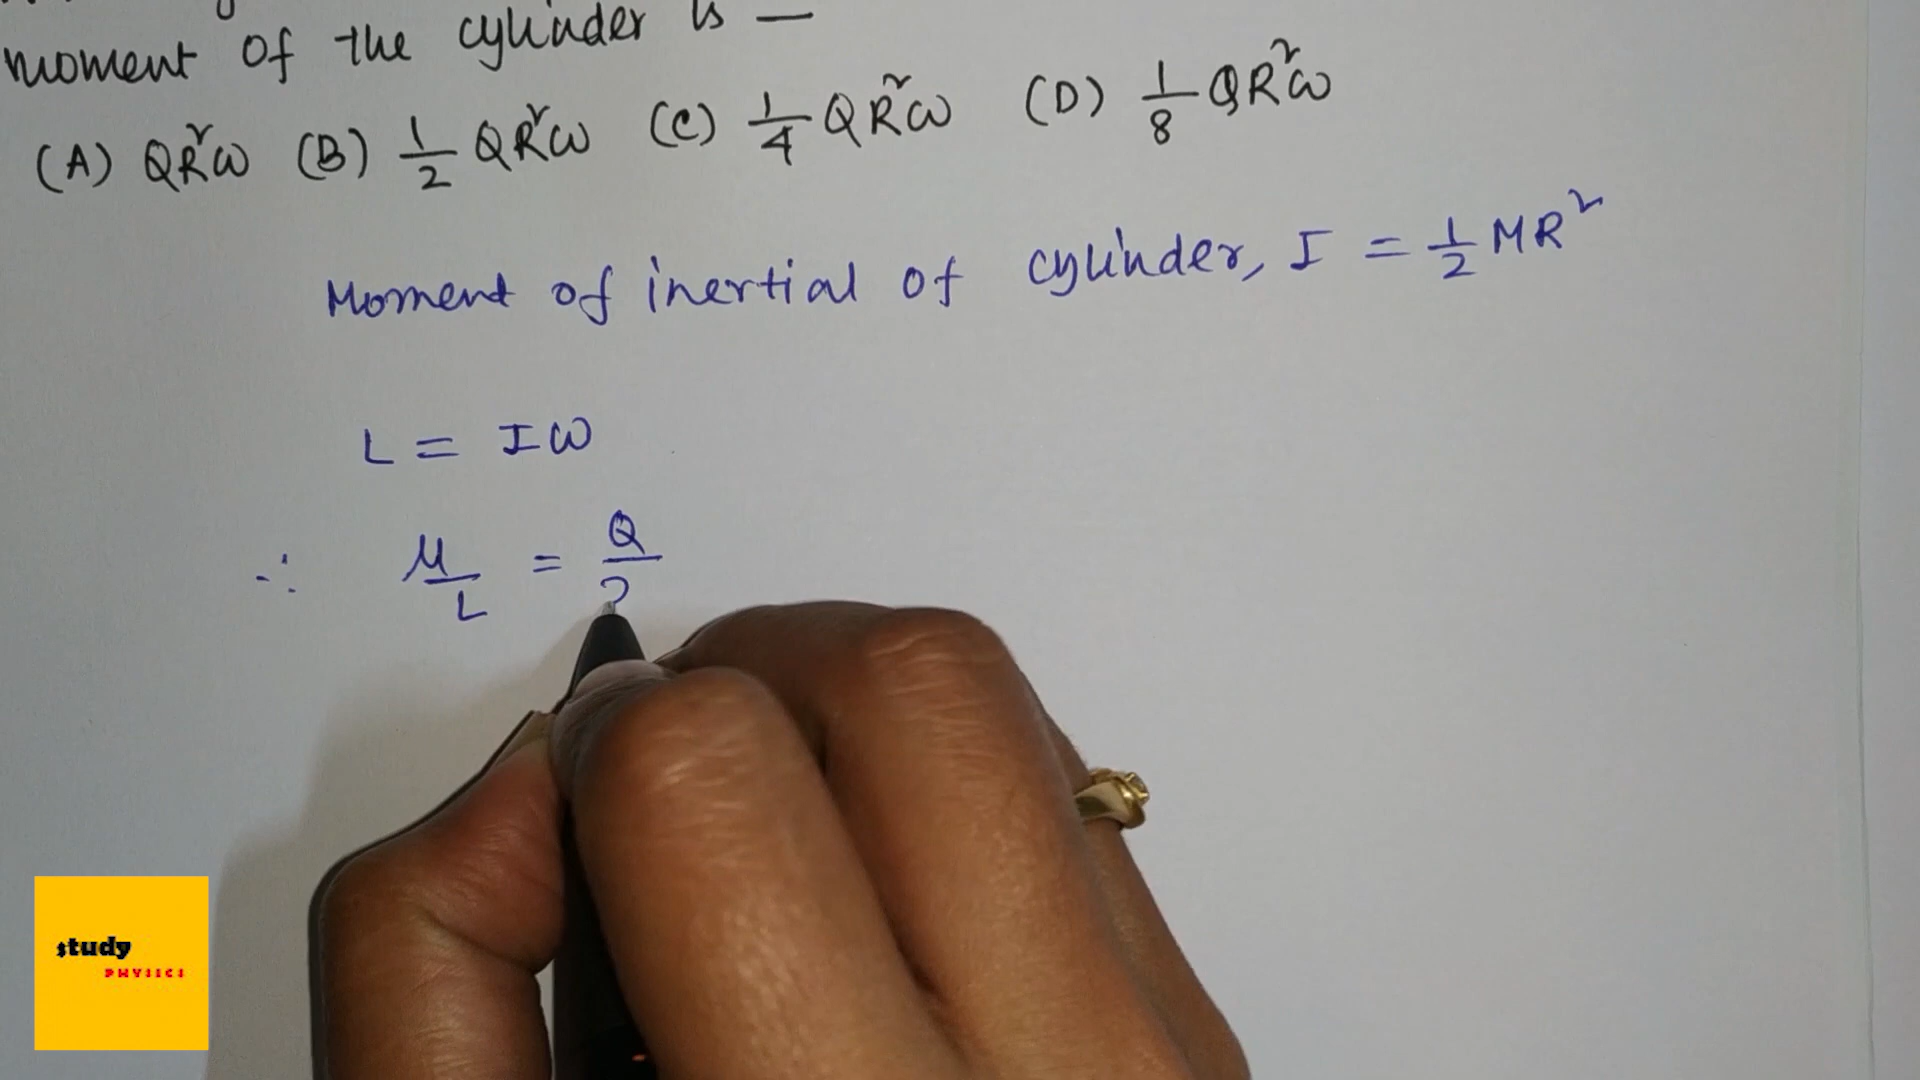 moment of the cylinder is —
(A) QR²ω (B) 1/2 QR²ω (C) 1/4 QR²ω (D) 1/8 QR²ω
Moment of inertial of cylinder, I = 1/2 MR²
L = Iω
∴ μ/L = Q/2
study
PHYSICS